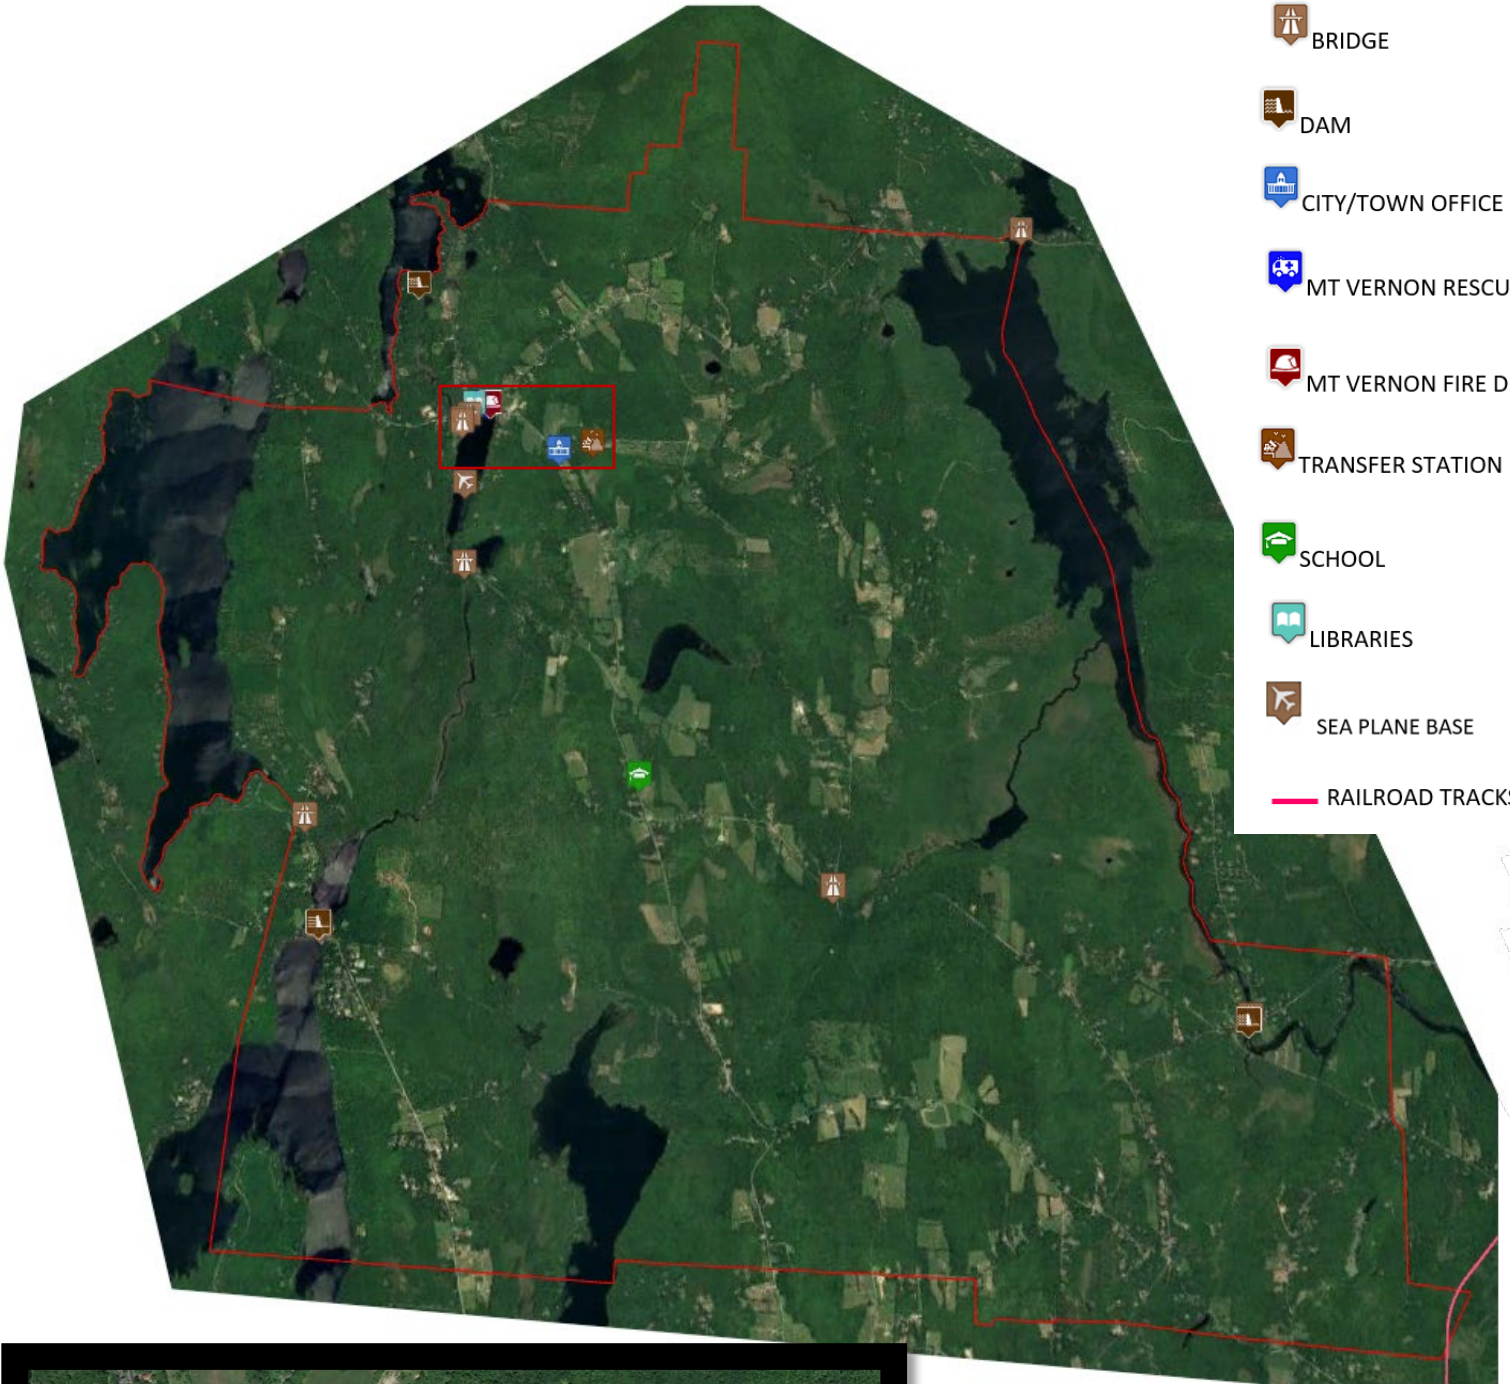 BRIDGE
DAM
CITY/TOWN OFFICE
MT VERNON RESCU
MT VERNON FIRE D
TRANSFER STATION
SCHOOL
LIBRARIES
SEA PLANE BASE
RAILROAD TRACKS